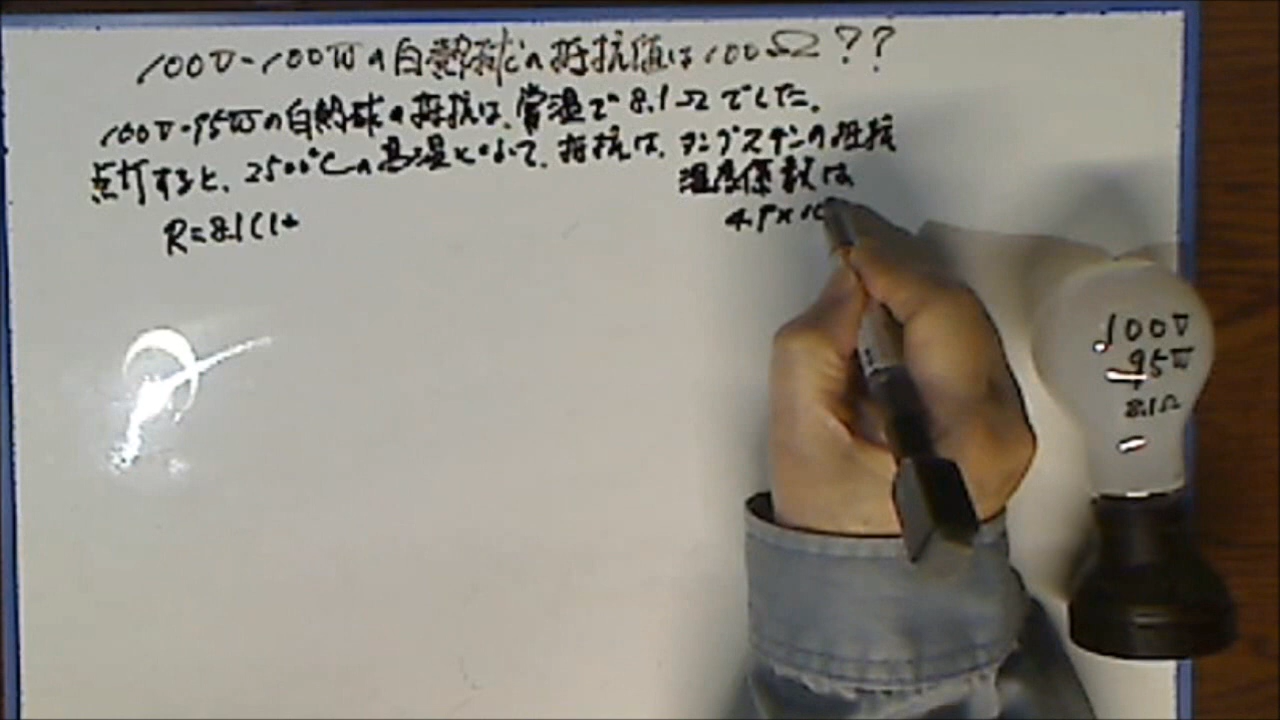 100V-100Wの白熱球の抵抗値は100Ω??
100V-95Wの白熱球の抵抗は、常温で8.1Ωでした。
点灯すると、2500℃の高温となって、抵抗は、タングステンの抵抗
温度係数は
4.9×10
R=8.1(1+
100V
95W
8.1Ω